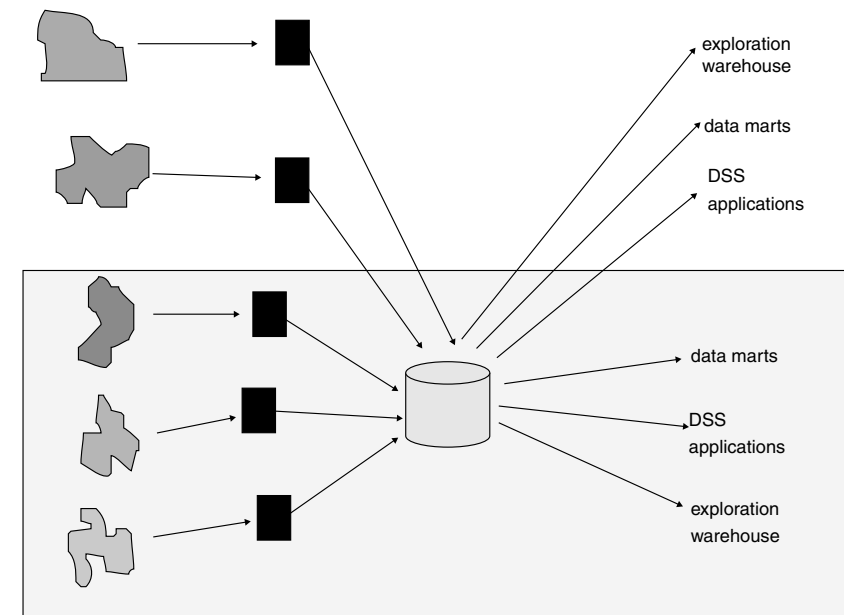 exploration
warehouse
data marts
DSS
applications
data marts
DSS
applications
exploration
warehouse